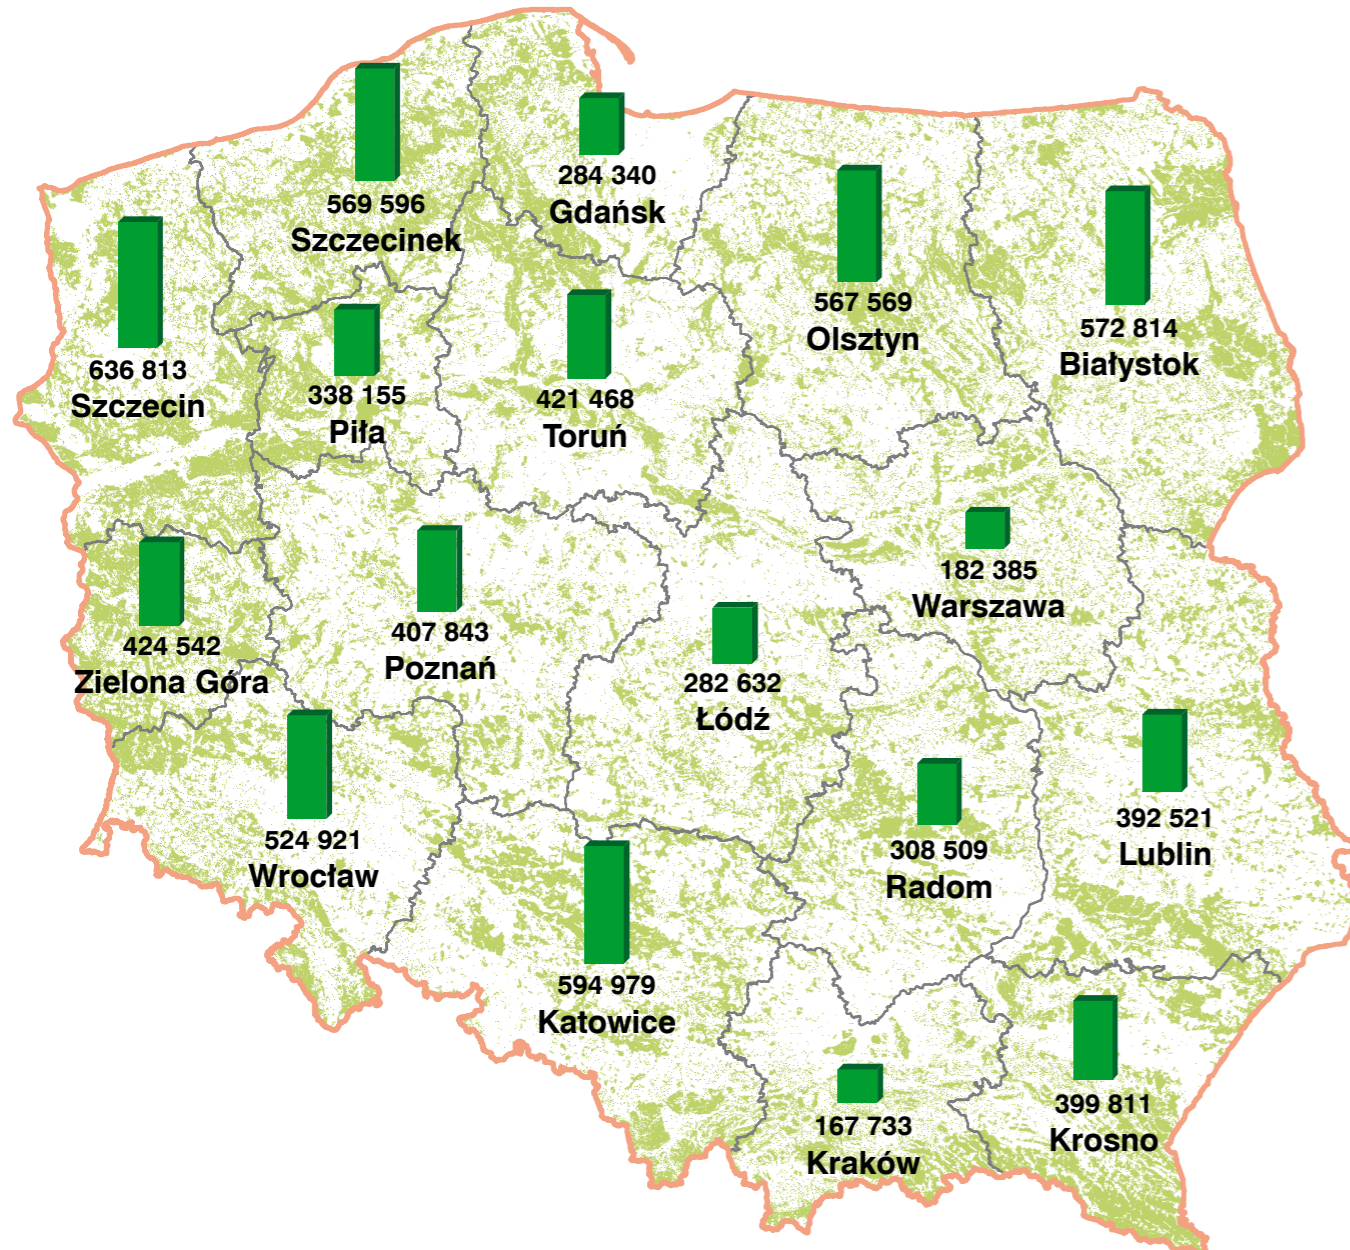 569 596
Szczecinek
284 340
Gdańsk
636 813
Szczecin
338 155
Piła
421 468
Toruń
567 569
Olsztyn
572 814
Białystok
424 542
Zielona Góra
407 843
Poznań
182 385
Warszawa
282 632
Łódź
524 921
Wrocław
308 509
Radom
392 521
Lublin
594 979
Katowice
167 733
Kraków
399 811
Krosno